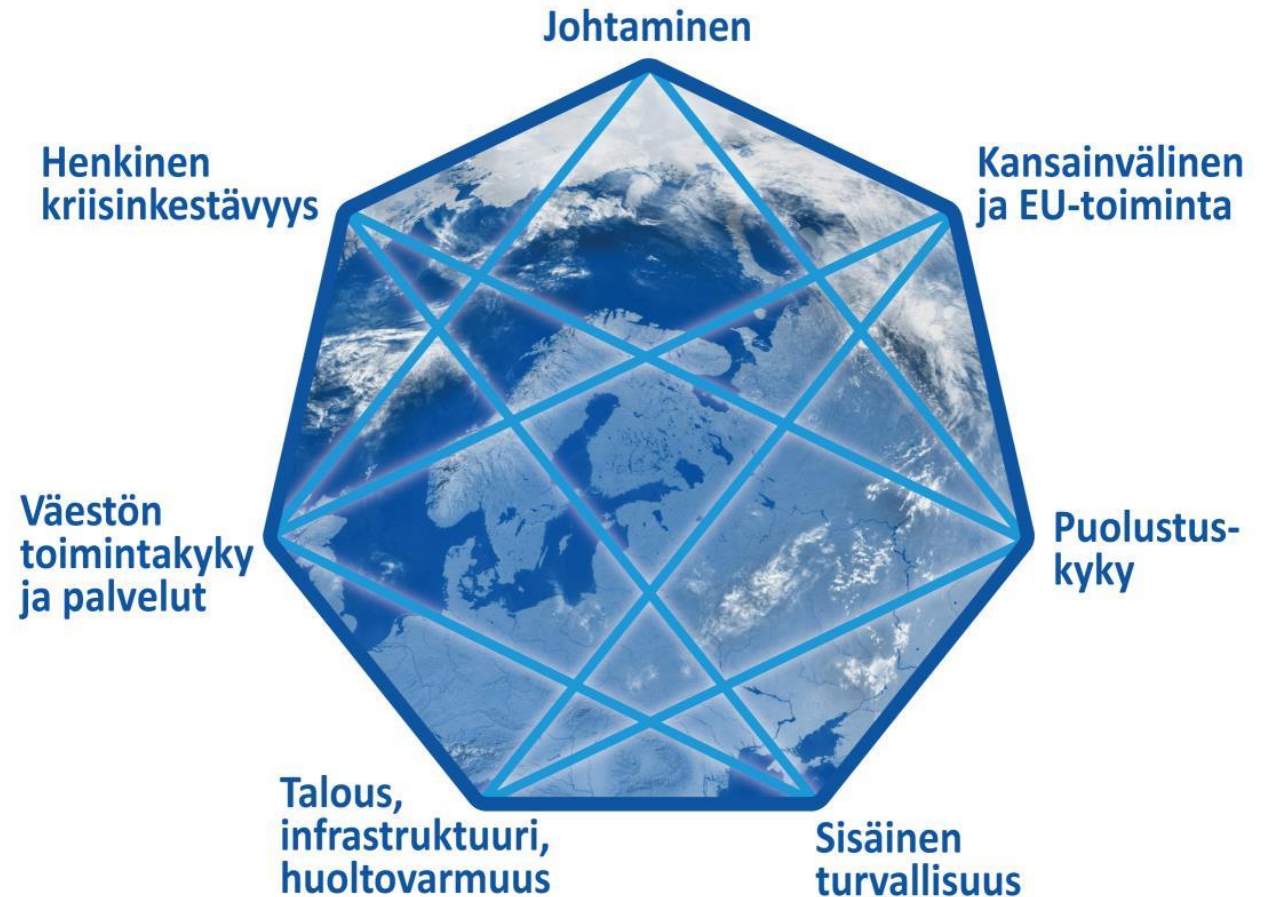 Johtaminen
Henkinen
kriisinkestävyys
Kansainvälinen
ja EU-toiminta
Väestön
toimintakyky
ja palvelut
Puolustus-
kyky
Talous,
infrastruktuuri,
huoltovarmuus
Sisäinen
turvallisuus